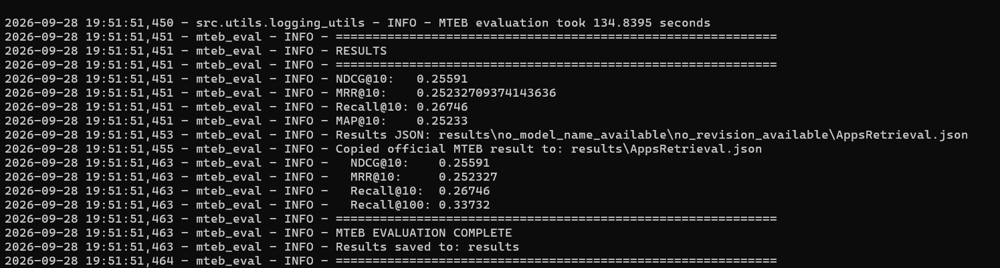 2026-09-28 19:51:51,450 - src.utils.logging_utils - INFO - MTEB evaluation took 134.8395 seconds
2026-09-28 19:51:51,451 - mteb_eval - INFO - ============================================================
2026-09-28 19:51:51,451 - mteb_eval - INFO - RESULTS
2026-09-28 19:51:51,451 - mteb_eval - INFO - ============================================================
2026-09-28 19:51:51,451 - mteb_eval - INFO - NDCG@10:   0.25591
2026-09-28 19:51:51,451 - mteb_eval - INFO - MRR@10:    0.25232709374143636
2026-09-28 19:51:51,451 - mteb_eval - INFO - Recall@10: 0.26746
2026-09-28 19:51:51,451 - mteb_eval - INFO - MAP@10:    0.25233
2026-09-28 19:51:51,453 - mteb_eval - INFO - Results JSON: results\no_model_name_available\no_revision_available\AppsRetrieval.json
2026-09-28 19:51:51,455 - mteb_eval - INFO - Copied official MTEB result to: results\AppsRetrieval.json
2026-09-28 19:51:51,463 - mteb_eval - INFO -   NDCG@10:    0.25591
2026-09-28 19:51:51,463 - mteb_eval - INFO -   MRR@10:     0.252327
2026-09-28 19:51:51,463 - mteb_eval - INFO -   Recall@10:  0.26746
2026-09-28 19:51:51,463 - mteb_eval - INFO -   Recall@100: 0.33732
2026-09-28 19:51:51,463 - mteb_eval - INFO - ============================================================
2026-09-28 19:51:51,463 - mteb_eval - INFO - MTEB EVALUATION COMPLETE
2026-09-28 19:51:51,463 - mteb_eval - INFO - Results saved to: results
2026-09-28 19:51:51,464 - mteb_eval - INFO - ============================================================